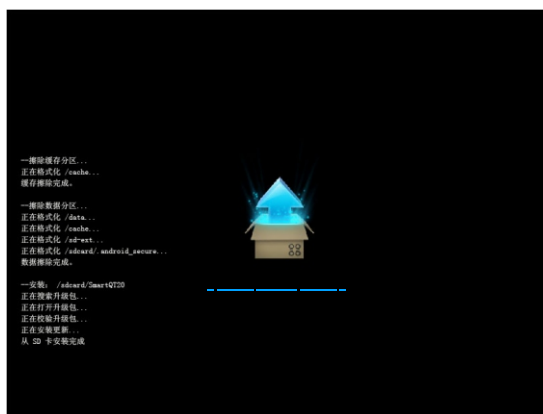 --擦除缓存分区...
正在格式化 /cache...
缓存擦除完成。
--擦除数据分区...
正在格式化 /data...
正在格式化 /cache...
正在格式化 /sd-ext...
正在格式化 /sdcard/.android_secure...
数据擦除完成。
--安装: /sdcard/SmartQT20
正在搜索升级包...
正在打开升级包...
正在校验升级包...
正在安装更新...
从 SD 卡安装完成